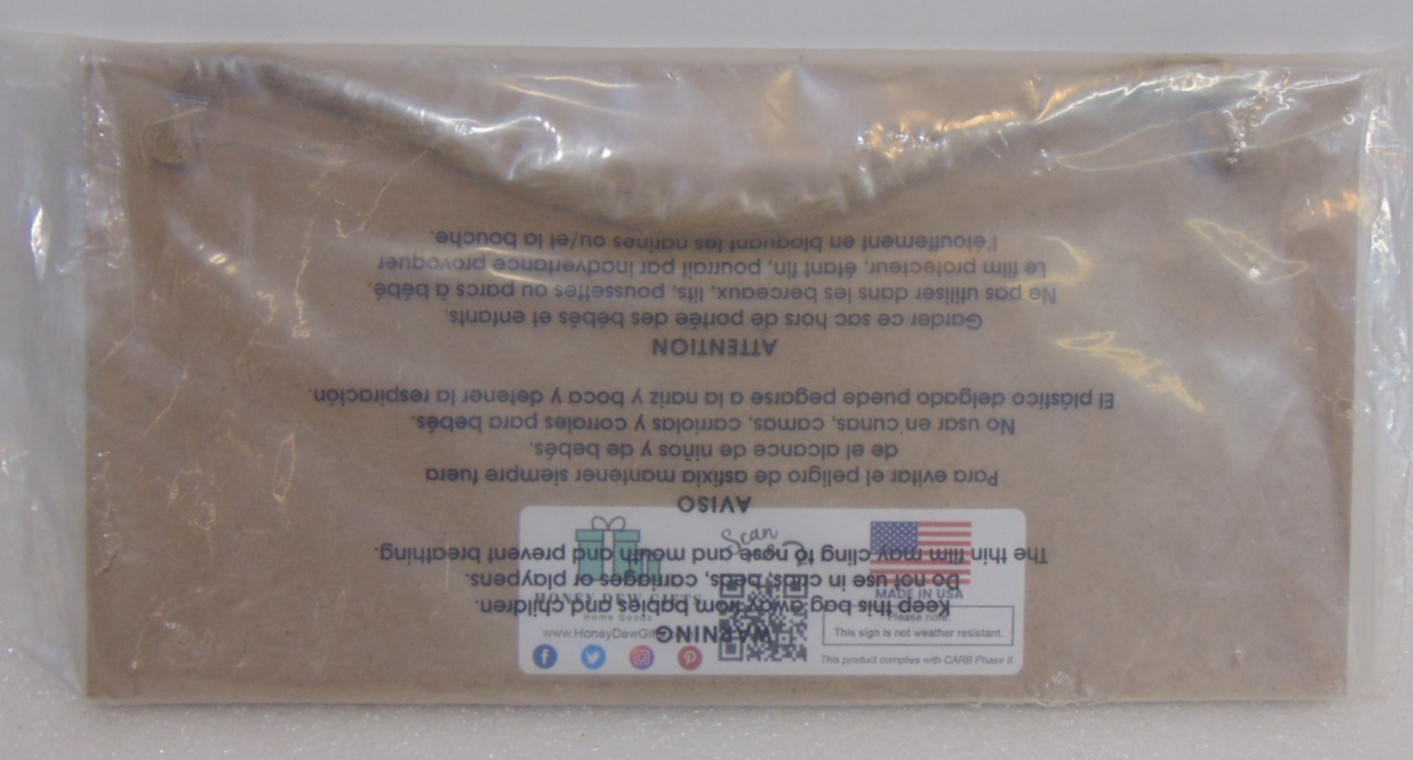 WARNING
Keep this bag away from babies and children.
Do not use in cribs, beds, carriages or playpens.
The thin film may cling to nose and mouth and prevent breathing.
AVISO
Para evitar el peligro de asfixia mantener siempre fuera
de el alcance de niños y de bebés.
No usar en cunas, camas, carriolas y corrales para bebés.
El plástico delgado puede pegarse a la nariz y boca y detener la respiración.
ATTENTION
Garder ce sac hors de portée des bébés et enfants.
Ne pas utiliser dans les berceaux, lits, poussettes ou parcs à bébé.
Le film protecteur, étant fin, pourrait par inadvertance provoquer
l'étouffement en bloquant les narines ou/et la bouche.
Scan
HONEY DEW GIFTS
Home Goods
www.HoneyDewGif
MADE IN USA
Please note:
This sign is not weather resistant.
This product complies with CARB Phase II